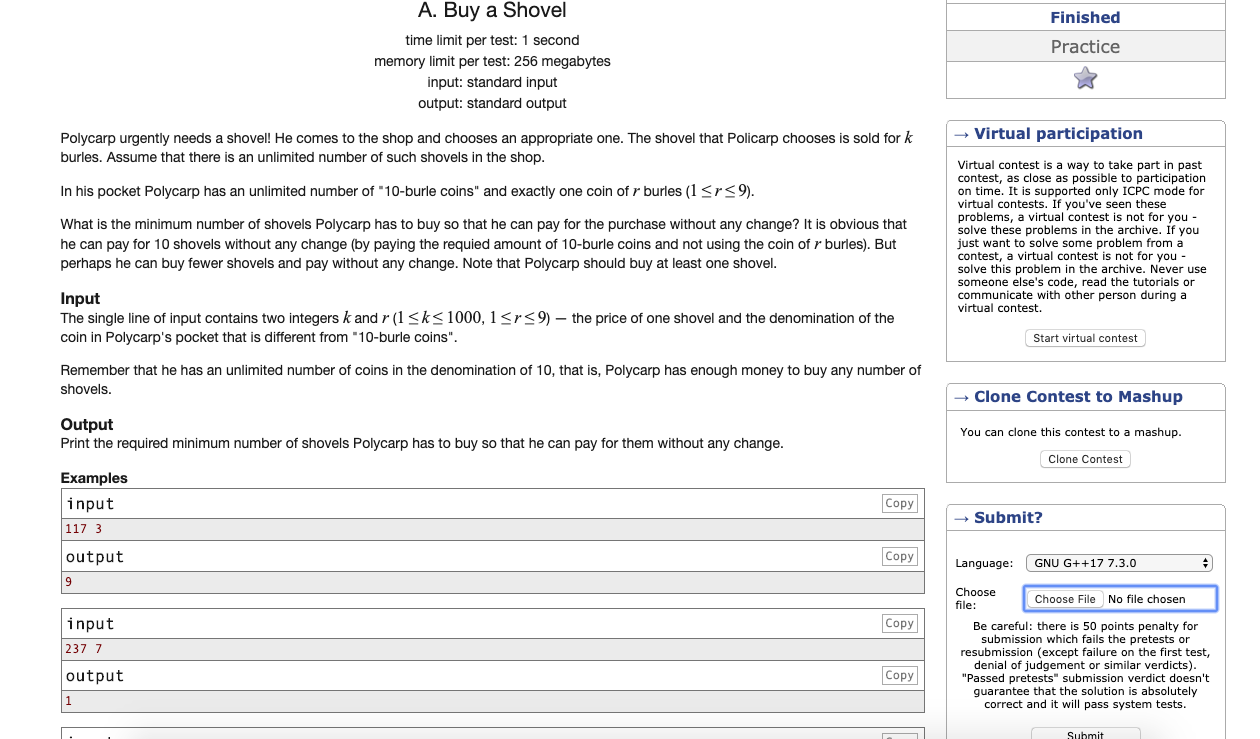 A. Buy a Shovel
time limit per test: 1 second
memory limit per test: 256 megabytes
input: standard input
output: standard output
Polycarp urgently needs a shovel! He comes to the shop and chooses an appropriate one. The shovel that Policarp chooses is sold for k
burles. Assume that there is an unlimited number of such shovels in the shop.
In his pocket Polycarp has an unlimited number of "10-burle coins" and exactly one coin of r burles (1 ≤ r ≤ 9).
What is the minimum number of shovels Polycarp has to buy so that he can pay for the purchase without any change? It is obvious that
he can pay for 10 shovels without any change (by paying the requied amount of 10-burle coins and not using the coin of r burles). But
perhaps he can buy fewer shovels and pay without any change. Note that Polycarp should buy at least one shovel.
Input
The single line of input contains two integers k and r (1 ≤ k ≤ 1000, 1 ≤ r ≤ 9) — the price of one shovel and the denomination of the
coin in Polycarp's pocket that is different from "10-burle coins".
Remember that he has an unlimited number of coins in the denomination of 10, that is, Polycarp has enough money to buy any number of
shovels.
Output
Print the required minimum number of shovels Polycarp has to buy so that he can pay for them without any change.
Examples
input
Copy
117 3
output
Copy
9
input
Copy
237 7
output
Copy
1
Finished
Practice
→ Virtual participation
Virtual contest is a way to take part in past
contest, as close as possible to participation
on time. It is supported only ICPC mode for
virtual contests. If you've seen these
problems, a virtual contest is not for you -
solve these problems in the archive. If you
just want to solve some problem from a
contest, a virtual contest is not for you -
solve this problem in the archive. Never use
someone else's code, read the tutorials or
communicate with other person during a
virtual contest.
Start virtual contest
→ Clone Contest to Mashup
You can clone this contest to a mashup.
Clone Contest
→ Submit?
Language: GNU G++17 7.3.0
Choose
file:
Choose File No file chosen
Be careful: there is 50 points penalty for
submission which fails the pretests or
resubmission (except failure on the first test,
denial of judgement or similar verdicts).
"Passed pretests" submission verdict doesn't
guarantee that the solution is absolutely
correct and it will pass system tests.
Submit